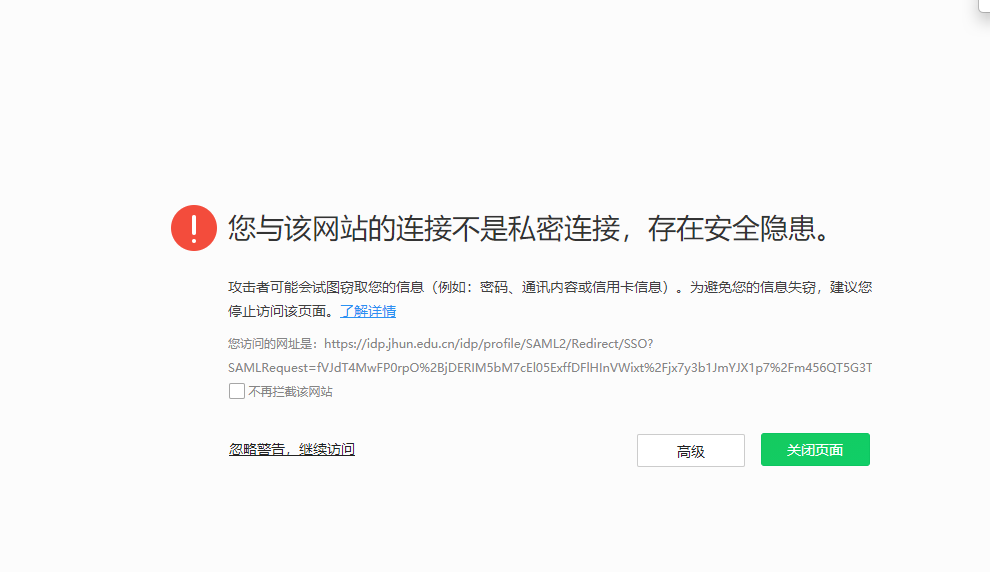 您与该网站的连接不是私密连接，存在安全隐患。
攻击者可能会试图窃取您的信息（例如：密码、通讯内容或信用卡信息）。为避免您的信息失窃，建议您
停止访问该页面。了解详情
您访问的网址是：https://idp.jhun.edu.cn/idp/profile/SAML2/Redirect/SSO?
SAMLRequest=fVJdT4MwFP0rpO%2BjDERIM5bM7cEl05ExffDFlHInVWixt%2Fjx7y3b1JmYJX1p7%2Fm456QT5G3T
不再拦截该网站
忽略警告，继续访问
高级
关闭页面